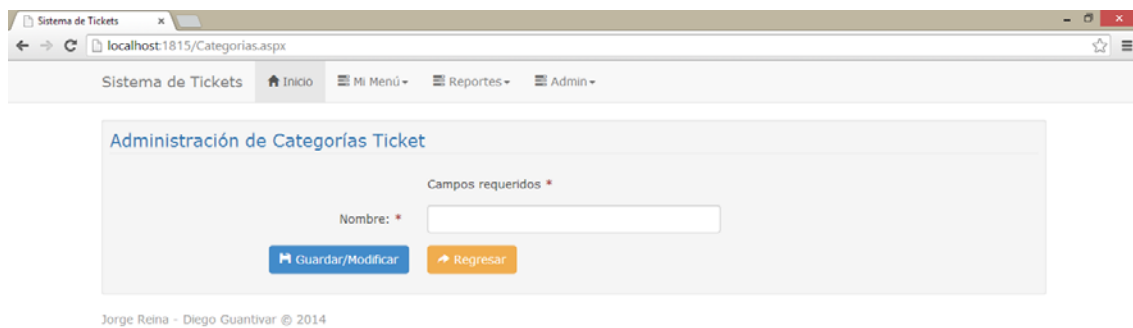 Sistema de Tickets
localhost:1815/Categorias.aspx
Sistema de Tickets Inicio Mi Menú Reportes Admin
Administración de Categorías Ticket
Campos requeridos *
Nombre: *
Guardar/Modificar Regresar
Jorge Reina - Diego Guantivar © 2014